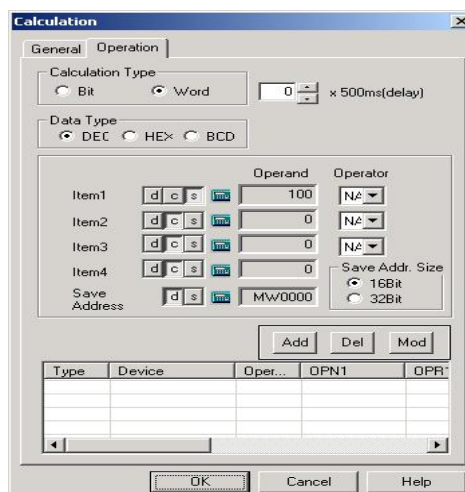 Calculation
General Operation
Calculation Type
Bit Word
0 x 500ms(delay)
Data Type
DEC HEX BCD
Operand Operator
Item1 d c s 100 NA
Item2 d c s 0 NA
Item3 d c s 0 NA
Item4 d c s 0
Save Addr. Size
16Bit
32Bit
Save Address d s MW0000
Add Del Mod
Type Device Oper... OPN1 OPR
OK Cancel Help